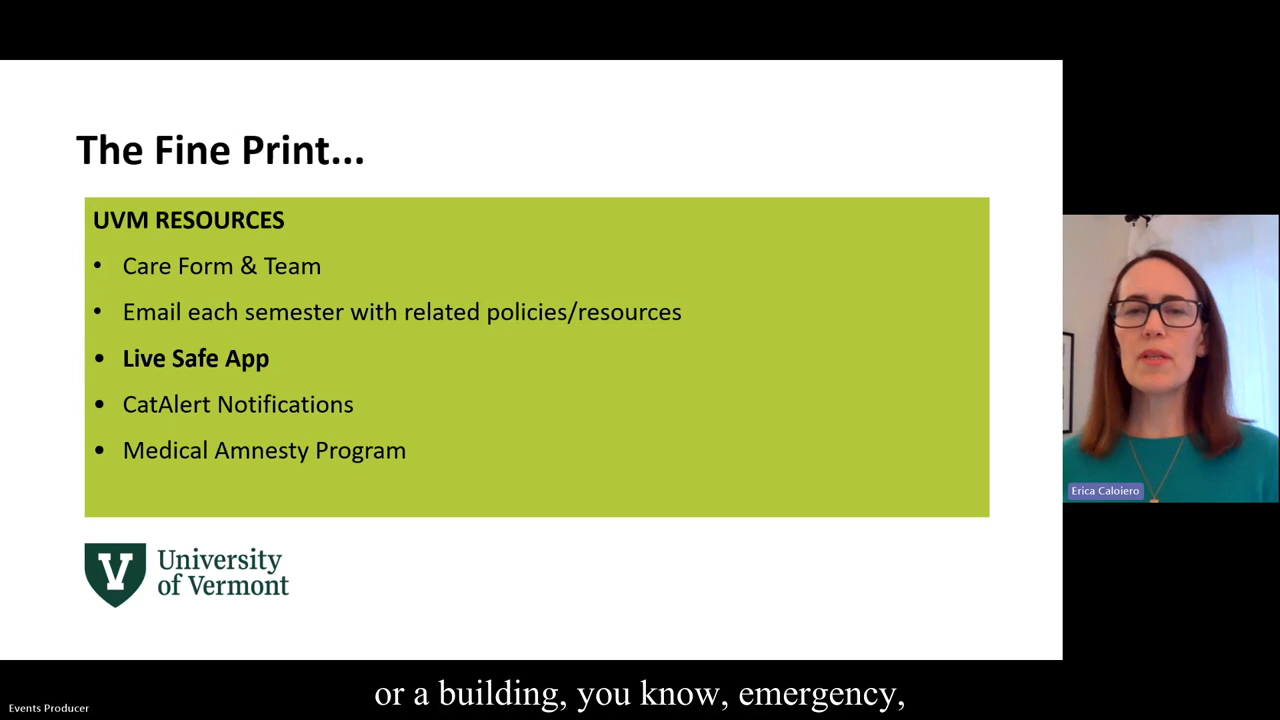 The Fine Print...
UVM RESOURCES
• Care Form & Team
• Email each semester with related policies/resources
• Live Safe App
• CatAlert Notifications
• Medical Amnesty Program
V University
of Vermont
Erica Caloiero
or a building, you know, emergency,
Events Producer